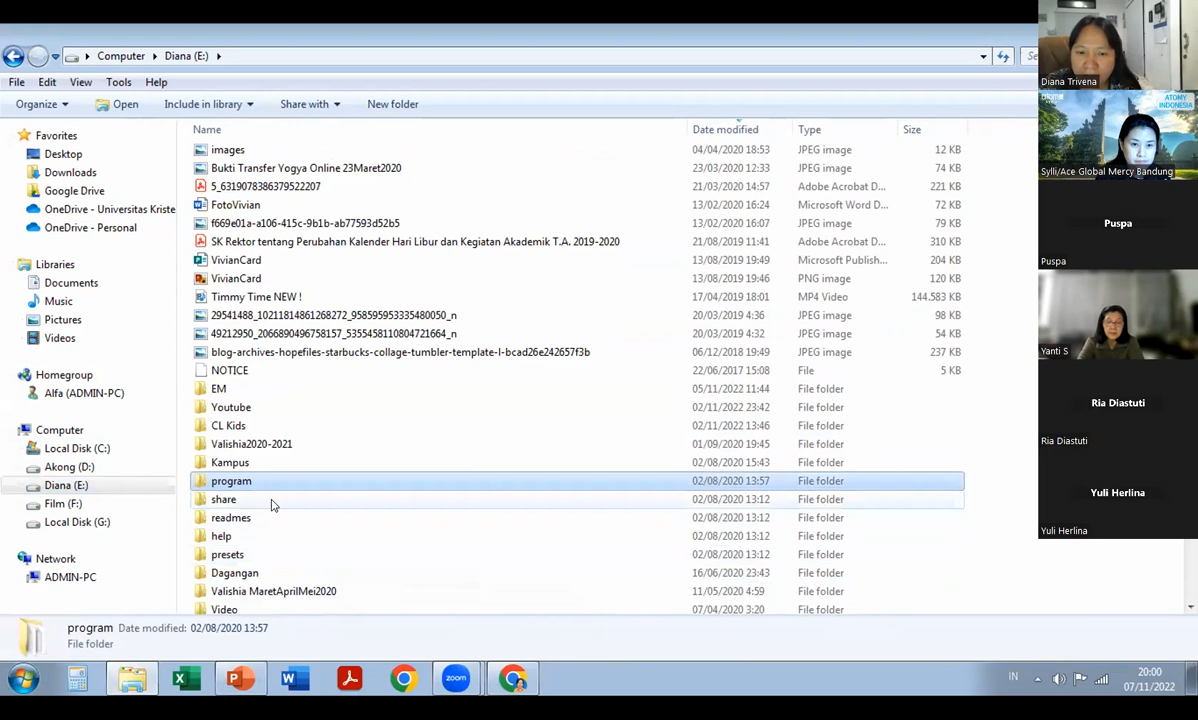 Computer Diana (E:)
Se
File Edit View Tools Help
Organize Open Include in library Share with New folder
Name Date modified Type Size
Favorites
Desktop
Downloads
Google Drive
OneDrive - Universitas Kriste
OneDrive - Personal
Libraries
Documents
Music
Pictures
Videos
Homegroup
Alfa (ADMIN-PC)
Computer
Local Disk (C:)
Akong (D:)
Diana (E:)
Film (F:)
Local Disk (G:)
Network
ADMIN-PC
images 04/04/2020 18:53 JPEG image 12 KB
Bukti Transfer Yogya Online 23Maret2020 23/03/2020 12:33 JPEG image 74 KB
5_6319078386379522207 21/03/2020 14:57 Adobe Acrobat D... 221 KB
FotoVivian 13/02/2020 16:24 Microsoft Word D... 72 KB
f669e01a-a106-415c-9b1b-ab77593d52b5 13/02/2020 16:07 JPEG image 79 KB
SK Rektor tentang Perubahan Kalender Hari Libur dan Kegiatan Akademik T.A. 2019-2020 21/08/2019 11:41 Adobe Acrobat D... 310 KB
VivianCard 13/08/2019 19:49 Microsoft Publish... 204 KB
VivianCard 13/08/2019 19:46 PNG image 120 KB
Timmy Time NEW ! 17/04/2019 18:01 MP4 Video 144.583 KB
29541488_10211814861268272_958595953335480050_n 20/03/2019 4:36 JPEG image 98 KB
49212950_2066890496758157_5355458110804721664_n 20/03/2019 4:32 JPEG image 54 KB
blog-archives-hopefiles-starbucks-collage-tumbler-template-l-bcad26e242657f3b 06/12/2018 19:49 JPEG image 237 KB
NOTICE 22/06/2017 15:08 File 5 KB
EM 05/11/2022 11:44 File folder
Youtube 02/11/2022 23:42 File folder
CL Kids 02/11/2022 13:46 File folder
Valishia2020-2021 01/09/2020 19:45 File folder
Kampus 02/08/2020 15:43 File folder
program 02/08/2020 13:57 File folder
share 02/08/2020 13:12 File folder
readmes 02/08/2020 13:12 File folder
help 02/08/2020 13:12 File folder
presets 02/08/2020 13:12 File folder
Dagangan 16/06/2020 23:43 File folder
Valishia MaretAprilMei2020 11/05/2020 4:59 File folder
Video 07/04/2020 3:20 File folder
program Date modified: 02/08/2020 13:57
File folder
zoom
IN
20:00
07/11/2022
Diana Trivena
ATOMY
INDONESIA
Sylli/Ace Global Mercy Bandung
Puspa
Puspa
Yanti S
Ria Diastuti
Ria Diastuti
Yuli Herlina
Yuli Herlina